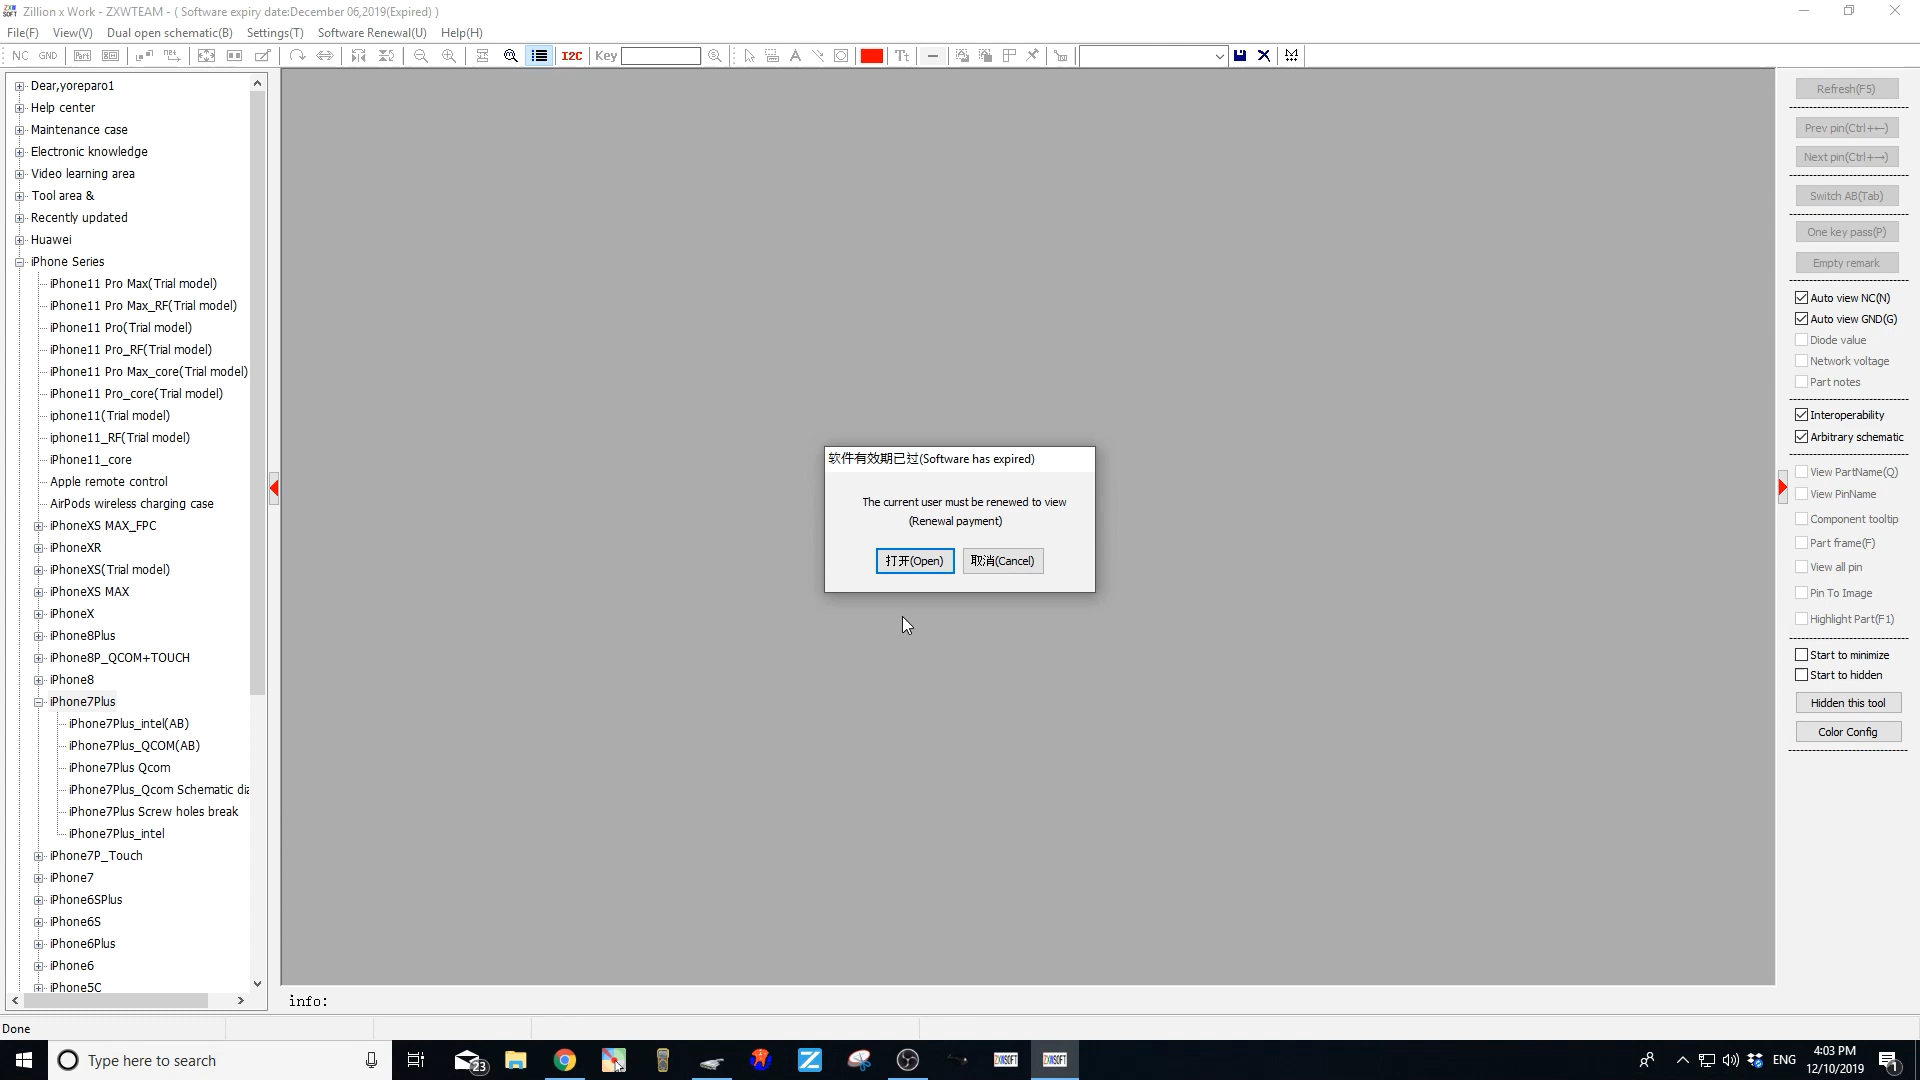 Zillion x Work - ZXWTEAM - ( Software expiry date:December 06,2019(Expired) )
File(F) View(V) Dual open schematic(B) Settings(T) Software Renewal(U) Help(H)
NC GND Part net I2C Key A Tt
Dear,yoreparo1
Help center
Maintenance case
Electronic knowledge
Video learning area
Tool area &
Recently updated
Huawei
iPhone Series
iPhone11 Pro Max(Trial model)
iPhone11 Pro Max_RF(Trial model)
iPhone11 Pro(Trial model)
iPhone11 Pro_RF(Trial model)
iPhone11 Pro Max_core(Trial model)
iPhone11 Pro_core(Trial model)
iphone11(Trial model)
iphone11_RF(Trial model)
iPhone11_core
Apple remote control
AirPods wireless charging case
iPhoneXS MAX_FPC
iPhoneXR
iPhoneXS(Trial model)
iPhoneXS MAX
iPhoneX
iPhone8Plus
iPhone8P_QCOM+TOUCH
iPhone8
iPhone7Plus
iPhone7Plus_intel(AB)
iPhone7Plus_QCOM(AB)
iPhone7Plus Qcom
iPhone7Plus_Qcom Schematic dia
iPhone7Plus Screw holes break
iPhone7Plus_intel
iPhone7P_Touch
iPhone7
iPhone6SPlus
iPhone6S
iPhone6Plus
iPhone6
iPhone5C
软件有效期已过(Software has expired)
The current user must be renewed to view
(Renewal payment)
打开(Open) 取消(Cancel)
Refresh(F5)
Prev pin(Ctrl+←)
Next pin(Ctrl+→)
Switch AB(Tab)
One key pass(P)
Empty remark
Auto view NC(N)
Auto view GND(G)
Diode value
Network voltage
Part notes
Interoperability
Arbitrary schematic
View PartName(Q)
View PinName
Component tooltip
Part frame(F)
View all pin
Pin To Image
Highlight Part(F1)
Start to minimize
Start to hidden
Hidden this tool
Color Config
info:
Done
Type here to search
23
ZXWSOFT
ZXWSOFT
ENG
4:03 PM
12/10/2019
1